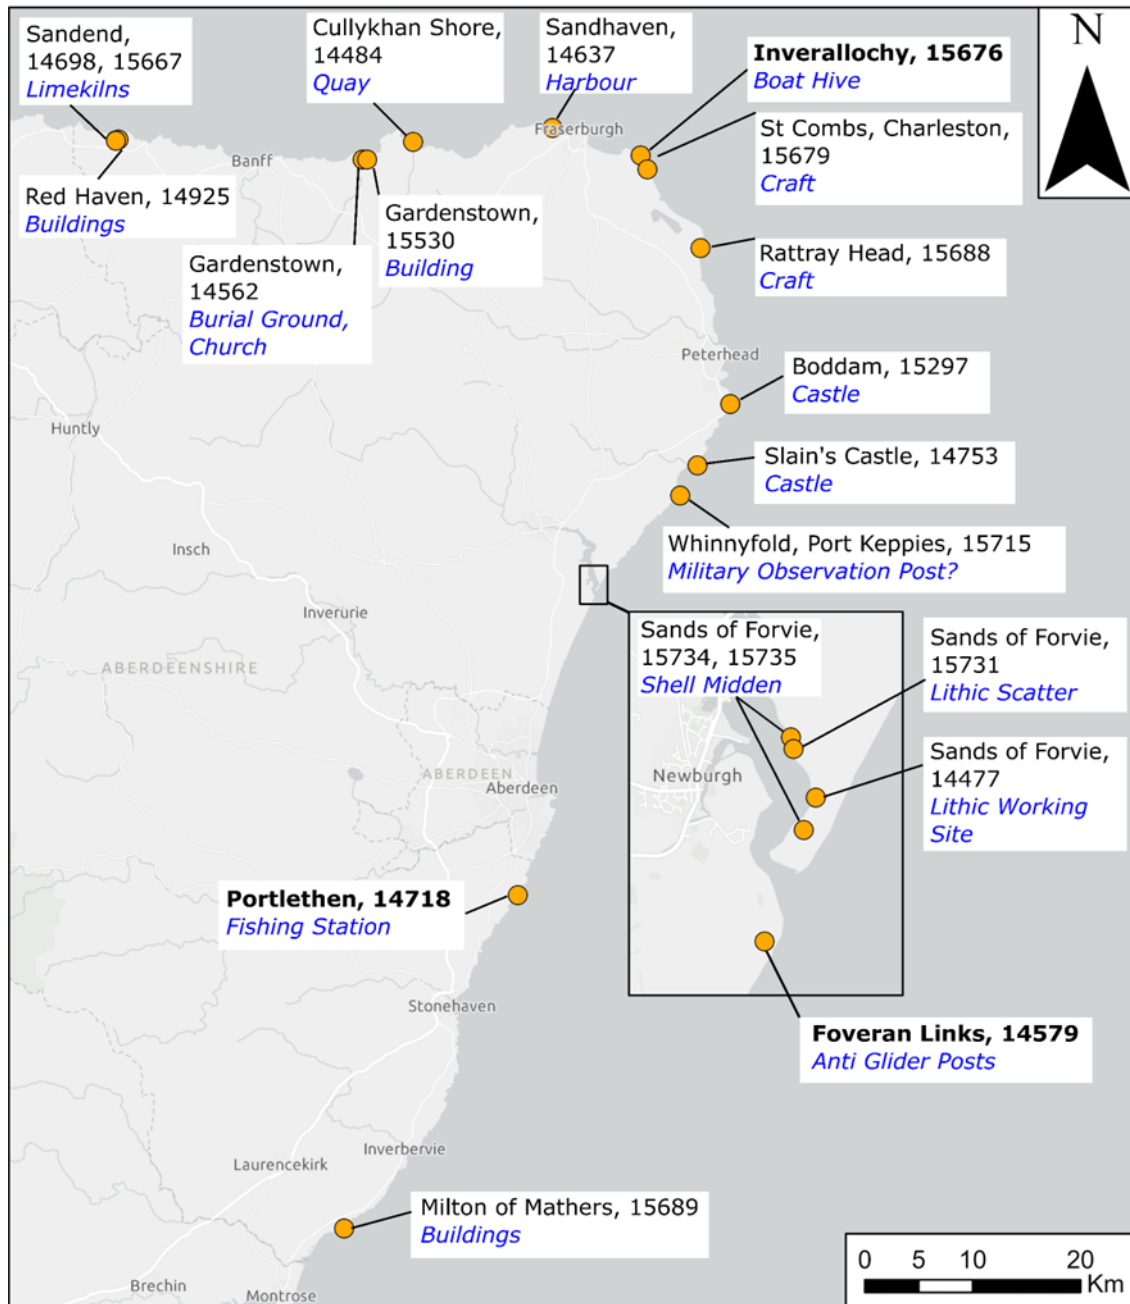 Sandend,
14698, 15667
Limekilns
Cullykhan Shore,
14484
Quay
Sandhaven,
14637
Harbour
Inverallochy, 15676
Boat Hive
N
St Combs, Charleston,
15679
Craft
Fraserburgh
Banff
Red Haven, 14925
Buildings
Gardenstown,
15530
Building
Gardenstown,
14562
Burial Ground,
Church
Rattray Head, 15688
Craft
Peterhead
Boddam, 15297
Castle
Huntly
Slain's Castle, 14753
Castle
Whinnyfold, Port Keppies, 15715
Military Observation Post?
Insch
Inverurie
ABERDEENSHIRE
Sands of Forvie,
15734, 15735
Shell Midden
Sands of Forvie,
15731
Lithic Scatter
Newburgh
Sands of Forvie,
14477
Lithic Working
Site
ABERDEEN
Aberdeen
Portlethen, 14718
Fishing Station
Stonehaven
Foveran Links, 14579
Anti Glider Posts
Inverbervie
Laurencekirk
Milton of Mathers, 15689
Buildings
Brechin
Montrose
0 5 10 20
Km